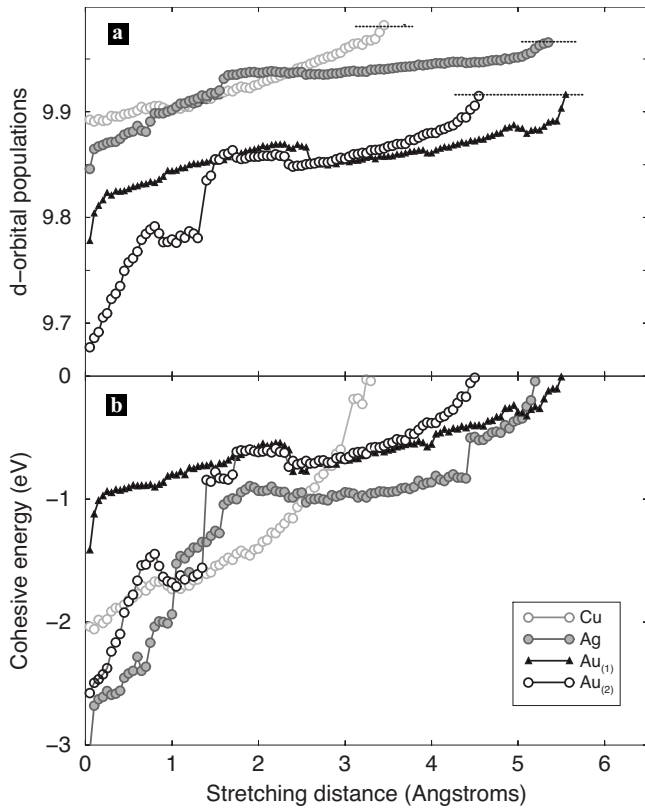 a
d−orbital populations
9.9
9.8
9.7
0
b
Cohesive energy (eV)
−1
−2
−3
Cu
Ag
Au(1)
Au(2)
0 1 2 3 4 5 6
Stretching distance (Angstroms)